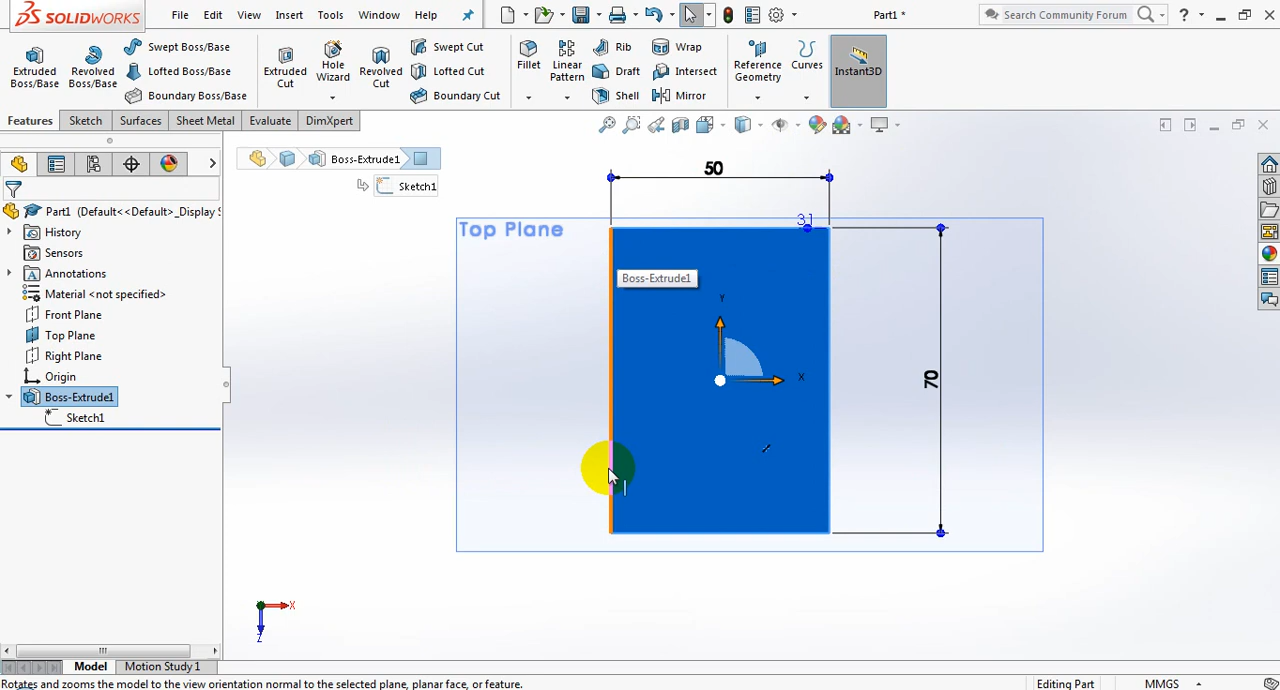 SOLIDWORKS
File Edit View Insert Tools Window Help
Part1 *
Search Community Forum
Extruded Boss/Base
Revolved Boss/Base
Swept Boss/Base
Lofted Boss/Base
Boundary Boss/Base
Extruded Cut
Hole Wizard
Revolved Cut
Swept Cut
Lofted Cut
Boundary Cut
Fillet
Linear Pattern
Rib
Draft
Shell
Wrap
Intersect
Mirror
Reference Geometry
Curves
Instant3D
Features Sketch Surfaces Sheet Metal Evaluate DimXpert
Boss-Extrude1
Sketch1
Part1 (Default<<Default>_Display S
History
Sensors
Annotations
Material <not specified>
Front Plane
Top Plane
Right Plane
Origin
Boss-Extrude1
Sketch1
50
31
Top Plane
Boss-Extrude1
Y
X
70
X
Z
Model Motion Study 1
Rotates and zooms the model to the view orientation normal to the selected plane, planar face, or feature.
Editing Part MMGS